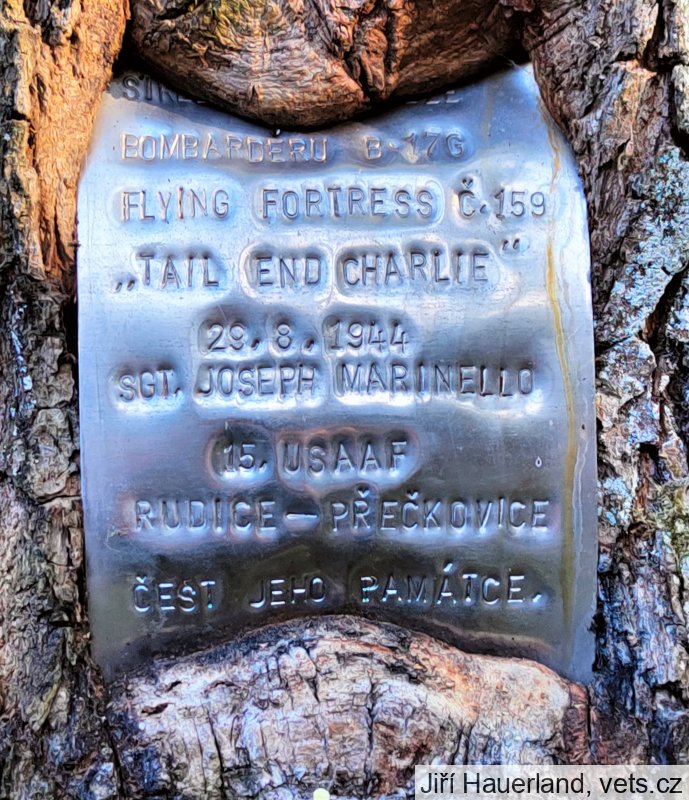 BOMBARDÉRU B-17G
FLYING FORTRESS Č.159
„TAIL END CHARLIE"
29.8.1944
SGT. JOSEPH MARINELLO
15. USAAF
RUDICE – PŘEČKOVICE
ČEST JEHO PAMÁTCE.
Jiří Hauerland, vets.cz